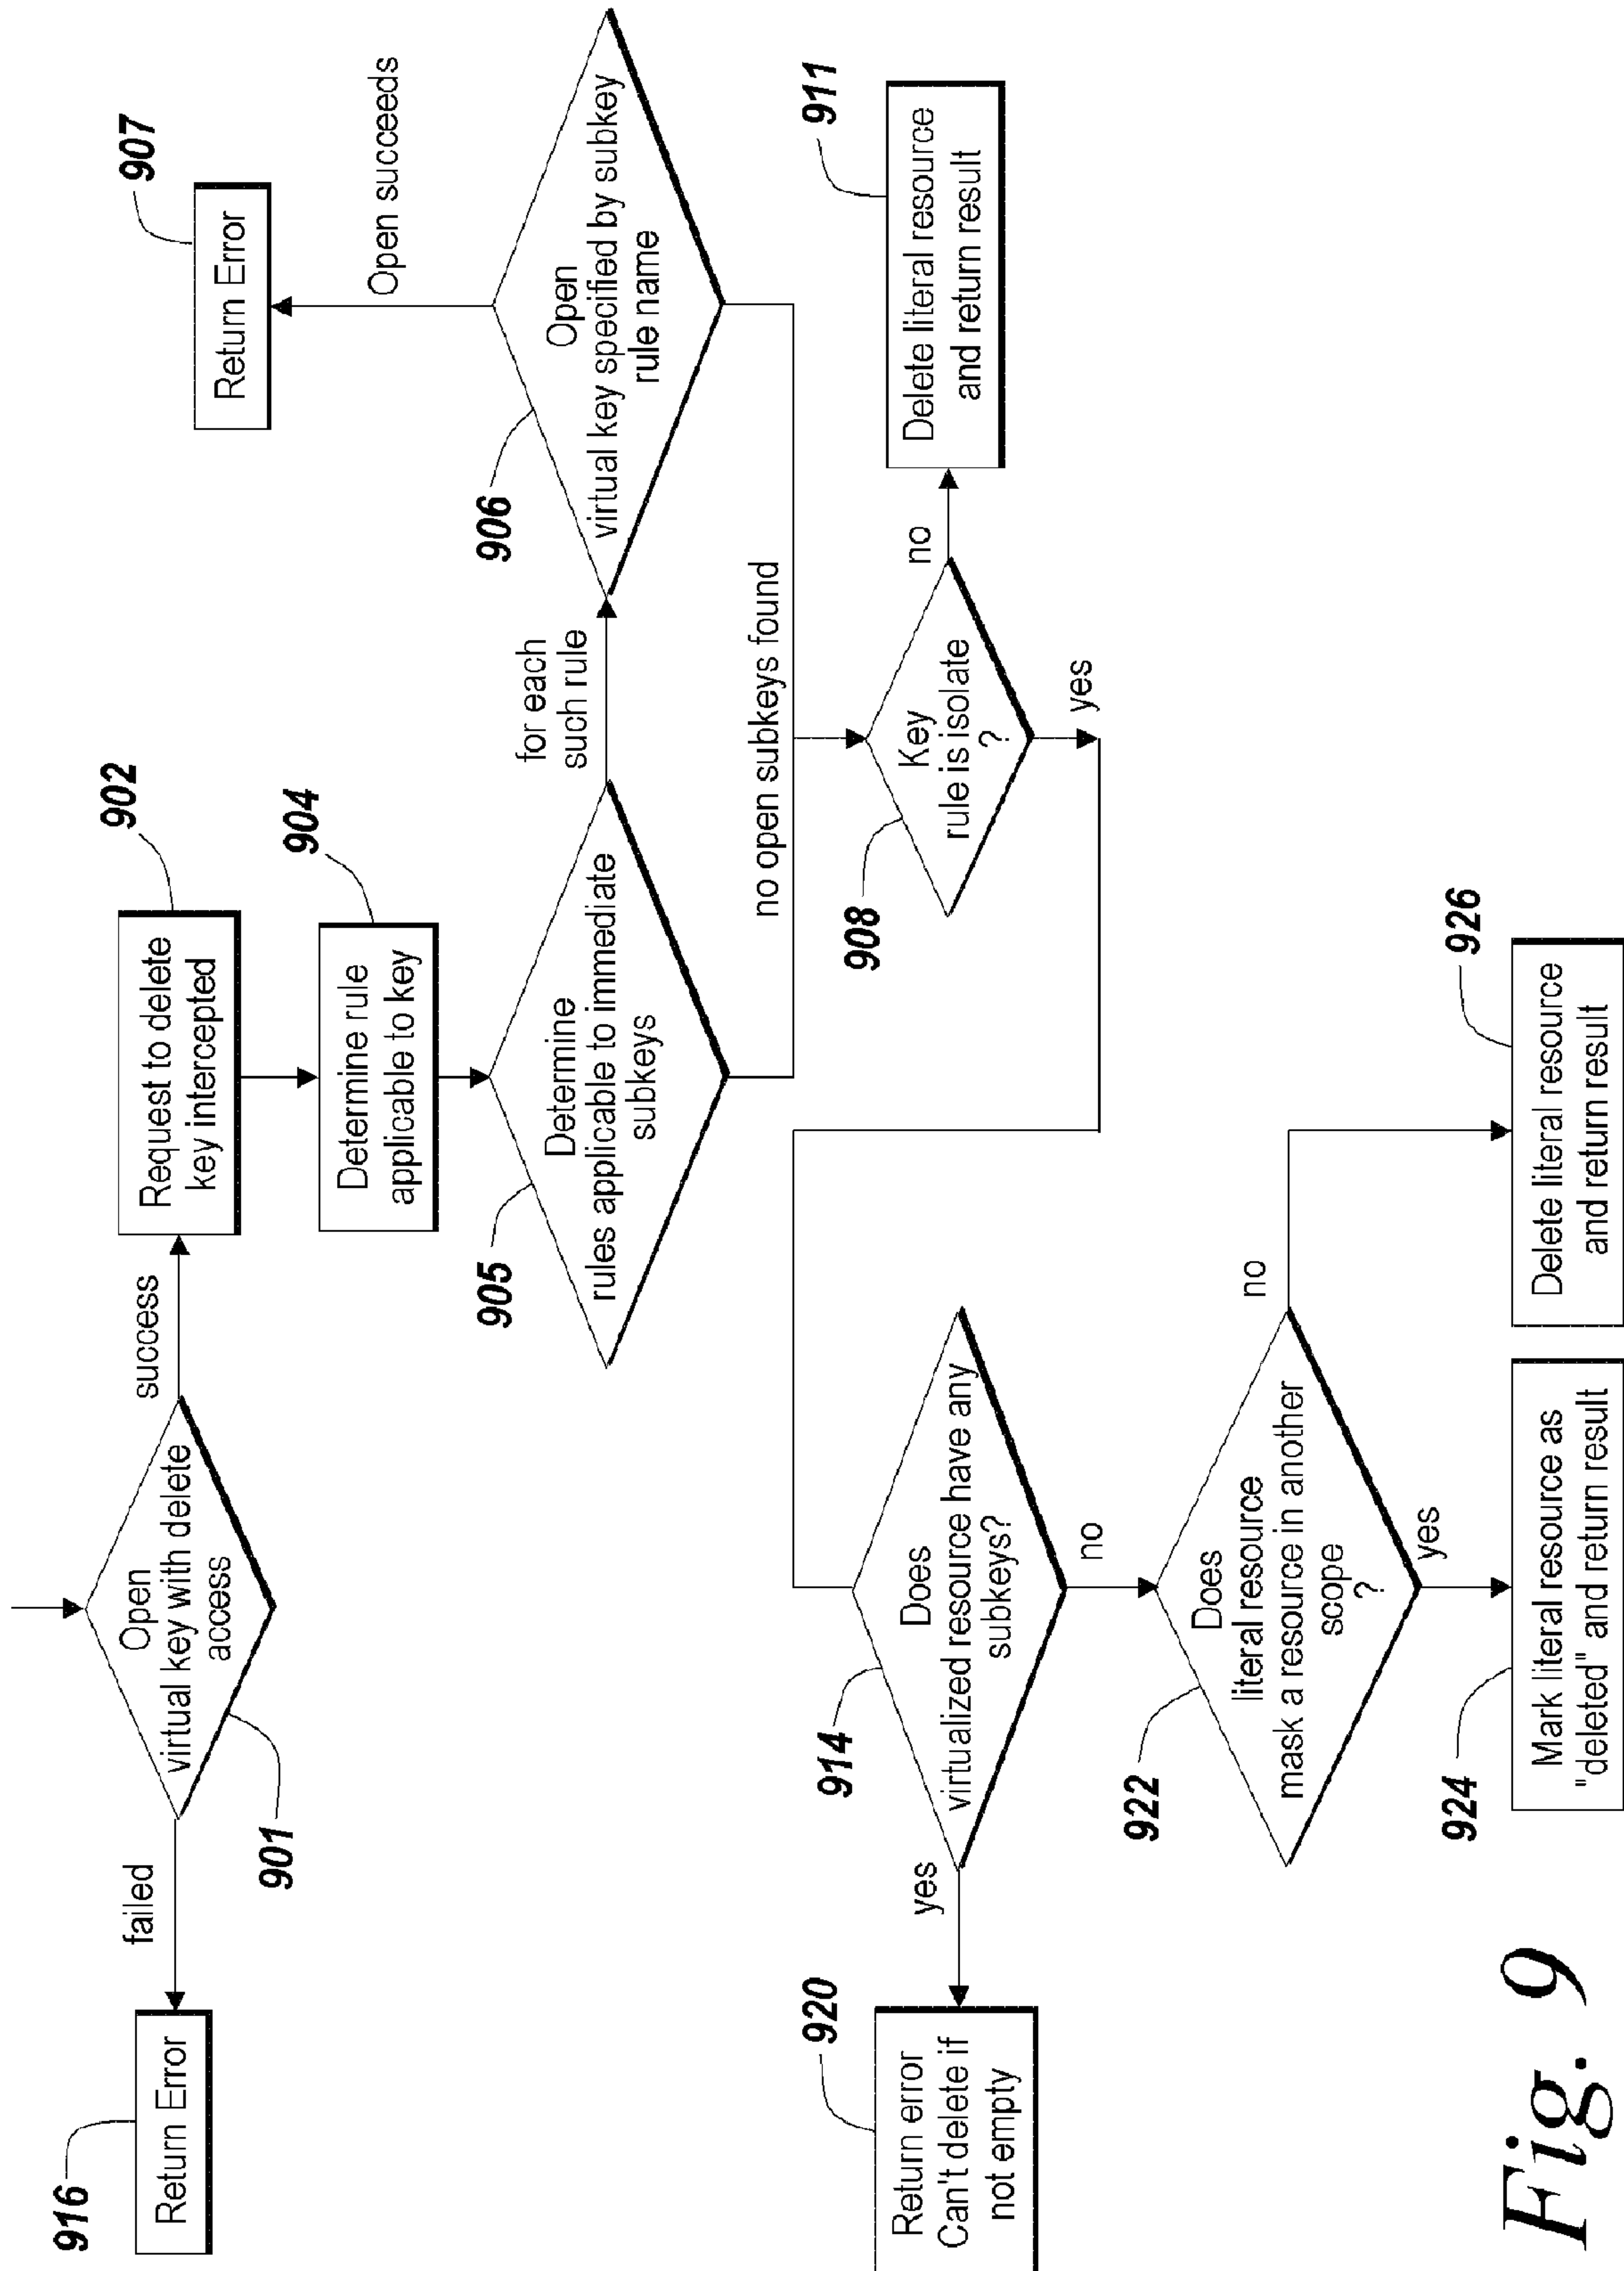 916
Return Error
failed
901
Open
virtual key with delete
access
success
902
Request to delete
key intercepted
904
Determine rule
applicable to key
905
Determine
rules applicable to immediate
subkeys
for each
such rule
906
Open
virtual key specified by subkey
rule name
Open succeeds
907
Return Error
no open subkeys found
908
Key
rule is isolate
?
no
911
Delete literal resource
and return result
yes
914
Does
virtualized resource have any
subkeys?
yes
920
Return error
Can't delete if
not empty
no
922
Does
literal resource
mask a resource in another
scope
?
no
926
Delete literal resource
and return result
yes
924
Mark literal resource as
"deleted" and return result
Fig. 9